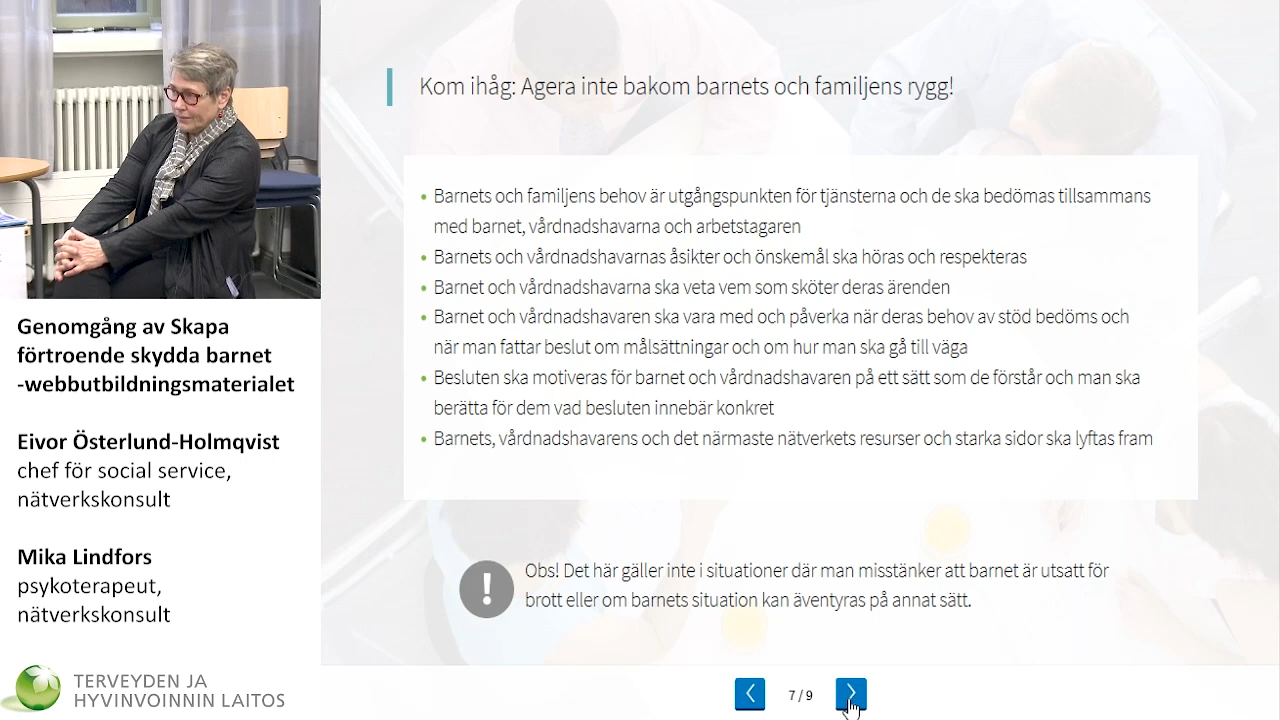 Genomgång av Skapa
förtroende skydda barnet
-webbutbildningsmaterialet
Eivor Österlund-Holmqvist
chef för social service,
nätverkskonsult
Mika Lindfors
psykoterapeut,
nätverkskonsult
TERVEYDEN JA
HYVINVOINNIN LAITOS
Kom ihåg: Agera inte bakom barnets och familjens rygg!
• Barnets och familjens behov är utgångspunkten för tjänsterna och de ska bedömas tillsammans
med barnet, vårdnadshavarna och arbetstagaren
• Barnets och vårdnadshavarnas åsikter och önskemål ska höras och respekteras
• Barnet och vårdnadshavarna ska veta vem som sköter deras ärenden
• Barnet och vårdnadshavaren ska vara med och påverka när deras behov av stöd bedöms och
när man fattar beslut om målsättningar och om hur man ska gå till väga
• Besluten ska motiveras för barnet och vårdnadshavaren på ett sätt som de förstår och man ska
berätta för dem vad besluten innebär konkret
• Barnets, vårdnadshavarens och det närmaste nätverkets resurser och starka sidor ska lyftas fram
! Obs! Det här gäller inte i situationer där man misstänker att barnet är utsatt för
brott eller om barnets situation kan äventyras på annat sätt.
7 / 9